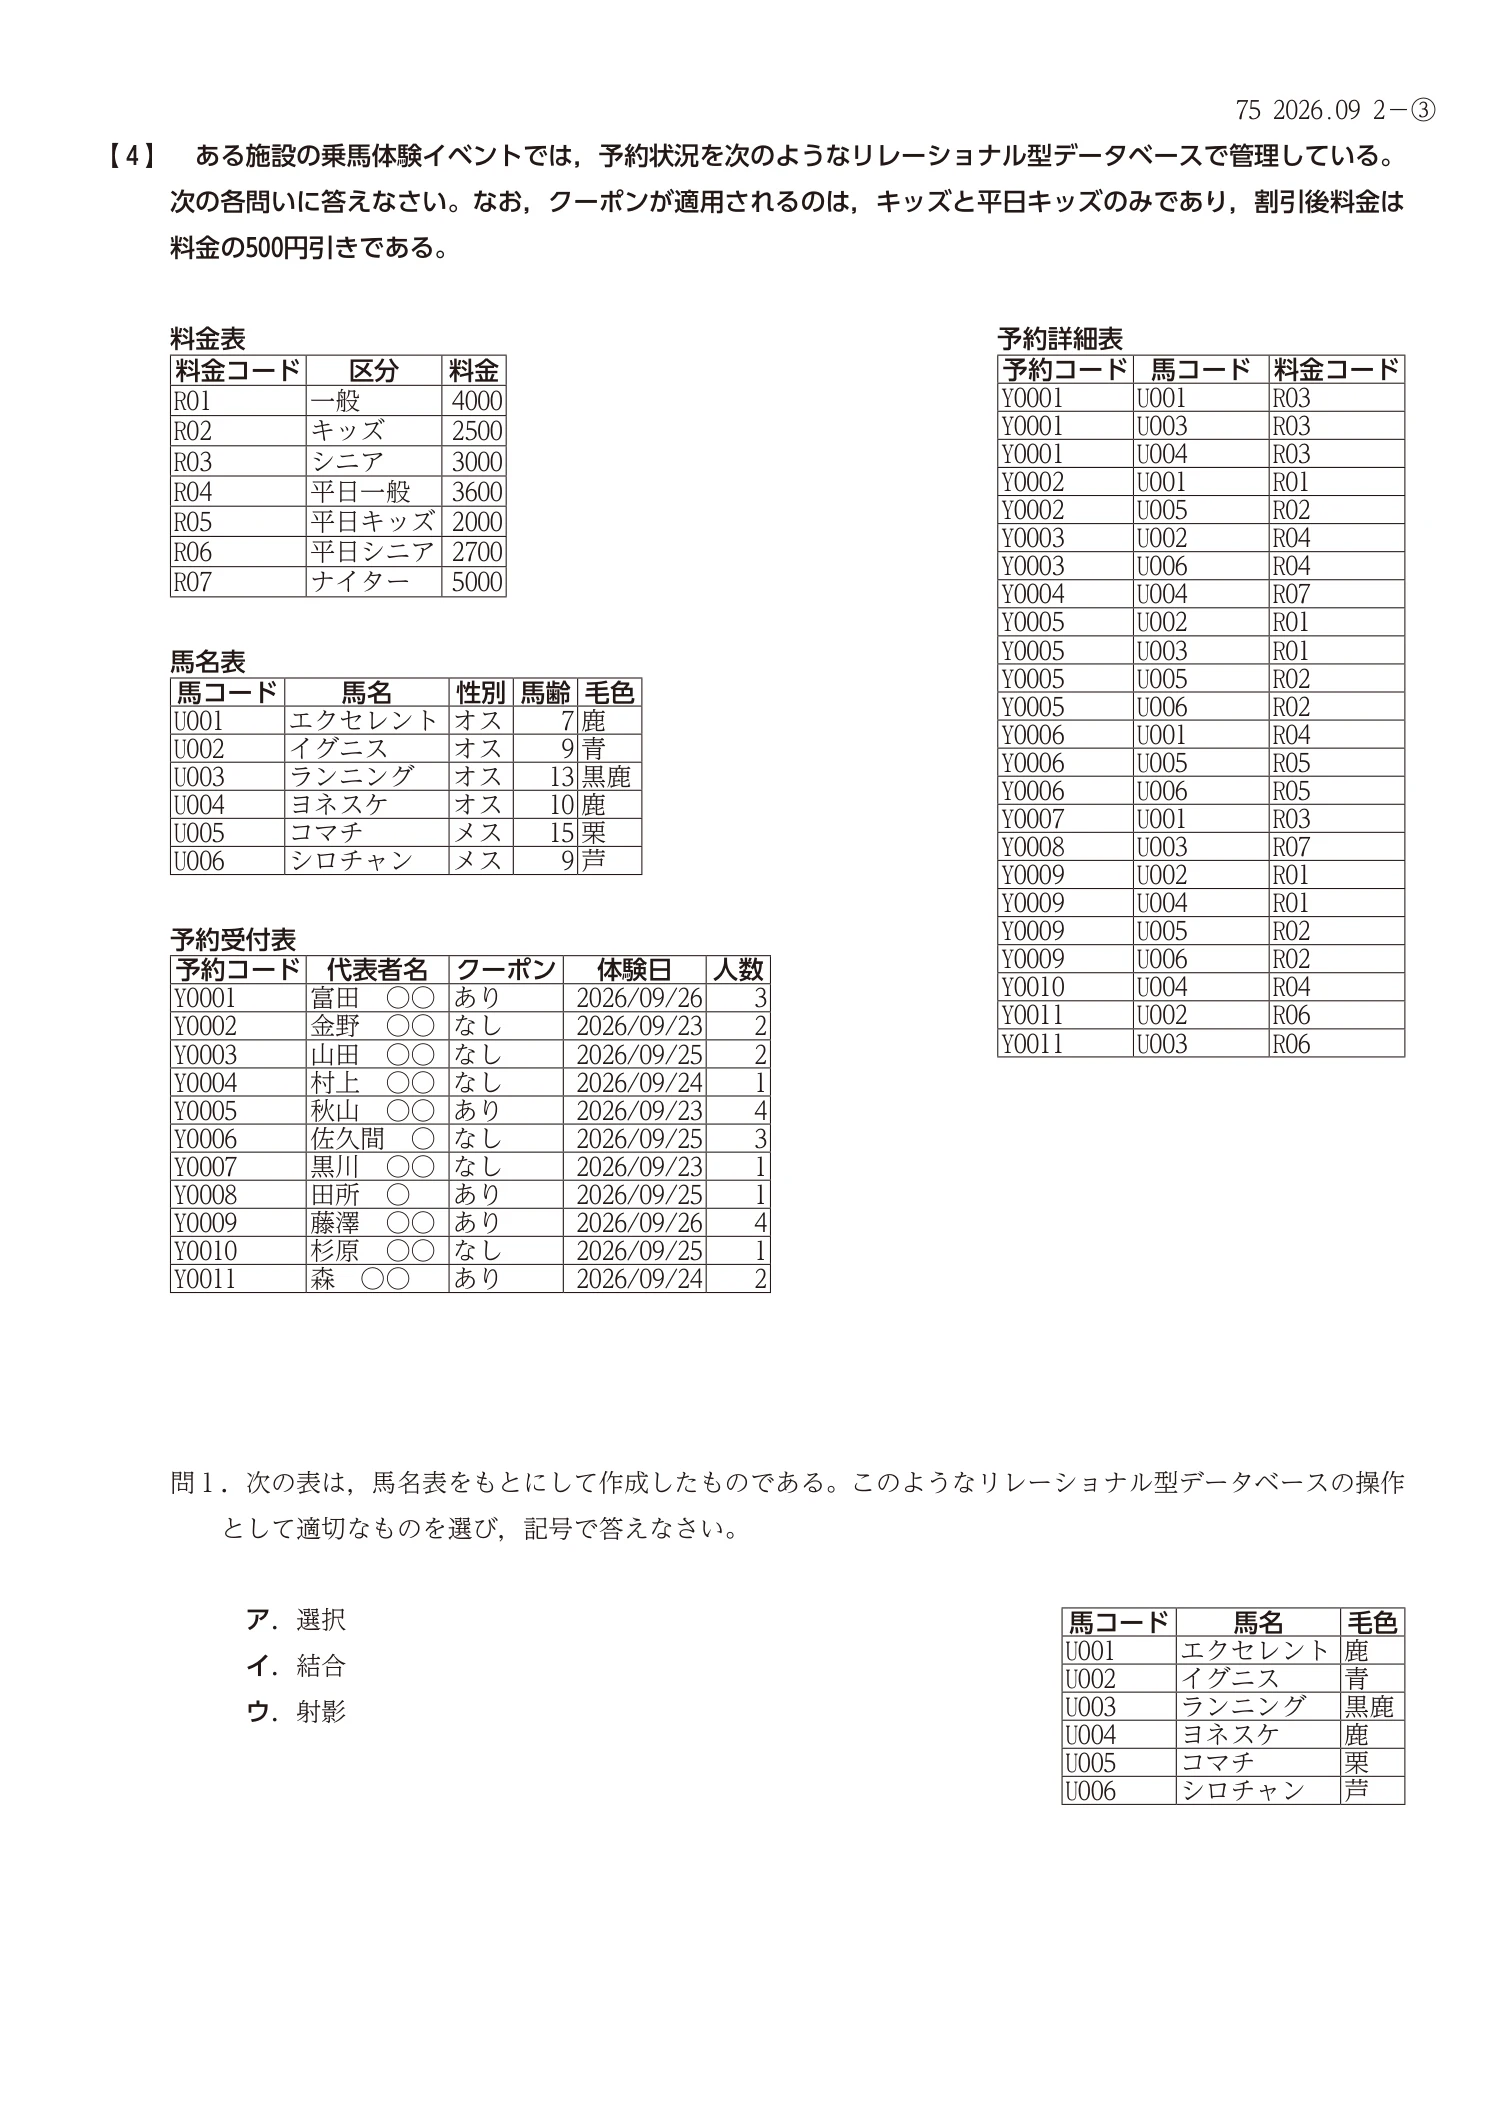 75 2026.09 2－③
【4】 ある施設の乗馬体験イベントでは，予約状況を次のようなリレーショナル型データベースで管理している。
次の各問いに答えなさい。なお，クーポンが適用されるのは，キッズと平日キッズのみであり，割引後料金は
料金の500円引きである。
料金表
料金コード 区分 料金
R01 一般 4000
R02 キッズ 2500
R03 シニア 3000
R04 平日一般 3600
R05 平日キッズ 2000
R06 平日シニア 2700
R07 ナイター 5000
馬名表
馬コード 馬名 性別 馬齢 毛色
U001 エクセレント オス 7 鹿
U002 イグニス オス 9 青
U003 ランニング オス 13 黒鹿
U004 ヨネスケ オス 10 鹿
U005 コマチ メス 15 栗
U006 シロチャン メス 9 芦
予約受付表
予約コード 代表者名 クーポン 体験日 人数
Y0001 富田　○○ あり 2026/09/26 3
Y0002 金野　○○ なし 2026/09/23 2
Y0003 山田　○○ なし 2026/09/25 2
Y0004 村上　○○ なし 2026/09/24 1
Y0005 秋山　○○ あり 2026/09/23 4
Y0006 佐久間　○ なし 2026/09/25 3
Y0007 黒川　○○ なし 2026/09/23 1
Y0008 田所　○ あり 2026/09/25 1
Y0009 藤澤　○○ あり 2026/09/26 4
Y0010 杉原　○○ なし 2026/09/25 1
Y0011 森　○○ あり 2026/09/24 2
予約詳細表
予約コード 馬コード 料金コード
Y0001 U001 R03
Y0001 U003 R03
Y0001 U004 R03
Y0002 U001 R01
Y0002 U005 R02
Y0003 U002 R04
Y0003 U006 R04
Y0004 U004 R07
Y0005 U002 R01
Y0005 U003 R01
Y0005 U005 R02
Y0005 U006 R02
Y0006 U001 R04
Y0006 U005 R05
Y0006 U006 R05
Y0007 U001 R03
Y0008 U003 R07
Y0009 U002 R01
Y0009 U004 R01
Y0009 U005 R02
Y0009 U006 R02
Y0010 U004 R04
Y0011 U002 R06
Y0011 U003 R06
問１．次の表は，馬名表をもとにして作成したものである。このようなリレーショナル型データベースの操作
として適切なものを選び，記号で答えなさい。
ア．選択
イ．結合
ウ．射影
馬コード 馬名 毛色
U001 エクセレント 鹿
U002 イグニス 青
U003 ランニング 黒鹿
U004 ヨネスケ 鹿
U005 コマチ 栗
U006 シロチャン 芦